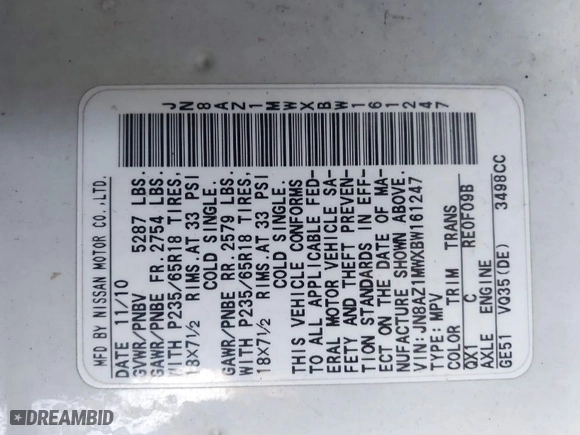 JN8AZ1MWXBW161247
MFD BY NISSAN MOTOR CO.,LTD.
DATE 11/10
GVWR/PNBV 5287 LBS.
GAWR/PNBE FR. 2754 LBS.
WITH P235/65R18 TIRES,
18X7½ RIMS.AT 33 PSI
COLD SINGLE.
GAWR/PNBE RR. 2579 LBS.
WITH P235/65R18 TIRES,
18X7½ RIMS.AT 33 PSI
COLD SINGLE.
THIS VEHICLE CONFORMS
TO ALL APPLICABLE FED-
ERAL MOTOR VEHICLE SA-
FETY AND THEFT PREVEN-
TION STANDARDS IN EFF-
ECT ON THE DATE OF MA-
NUFACTURE SHOWN ABOVE.
VIN: JN8AZ1MWXBW161247
TYPE: MPV
COLOR TRIM TRANS
QX1 C RE0F09B
AXLE ENGINE
GE51 VQ35(DE) 3498CC
DREAMBID